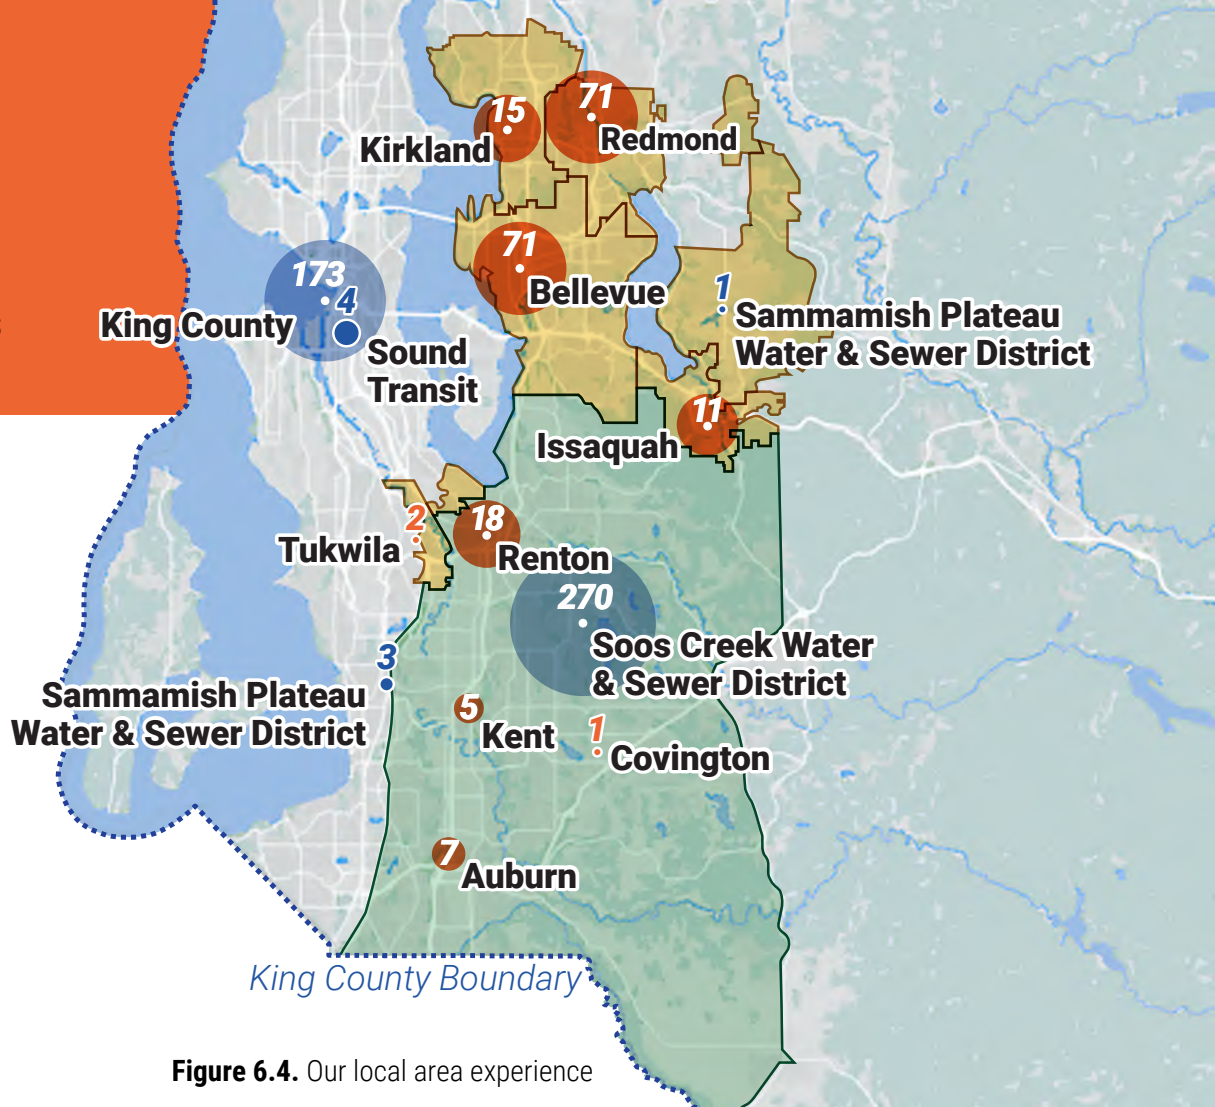 15
71
Kirkland
Redmond
71
Bellevue
173
4
King County
Sound
Transit
1
Sammamish Plateau
Water & Sewer District
11
Issaquah
2
Tukwila
18
Renton
270
Soos Creek Water
& Sewer District
3
Sammamish Plateau
Water & Sewer District
5
Kent
1
Covington
7
Auburn
King County Boundary
Figure 6.4. Our local area experience